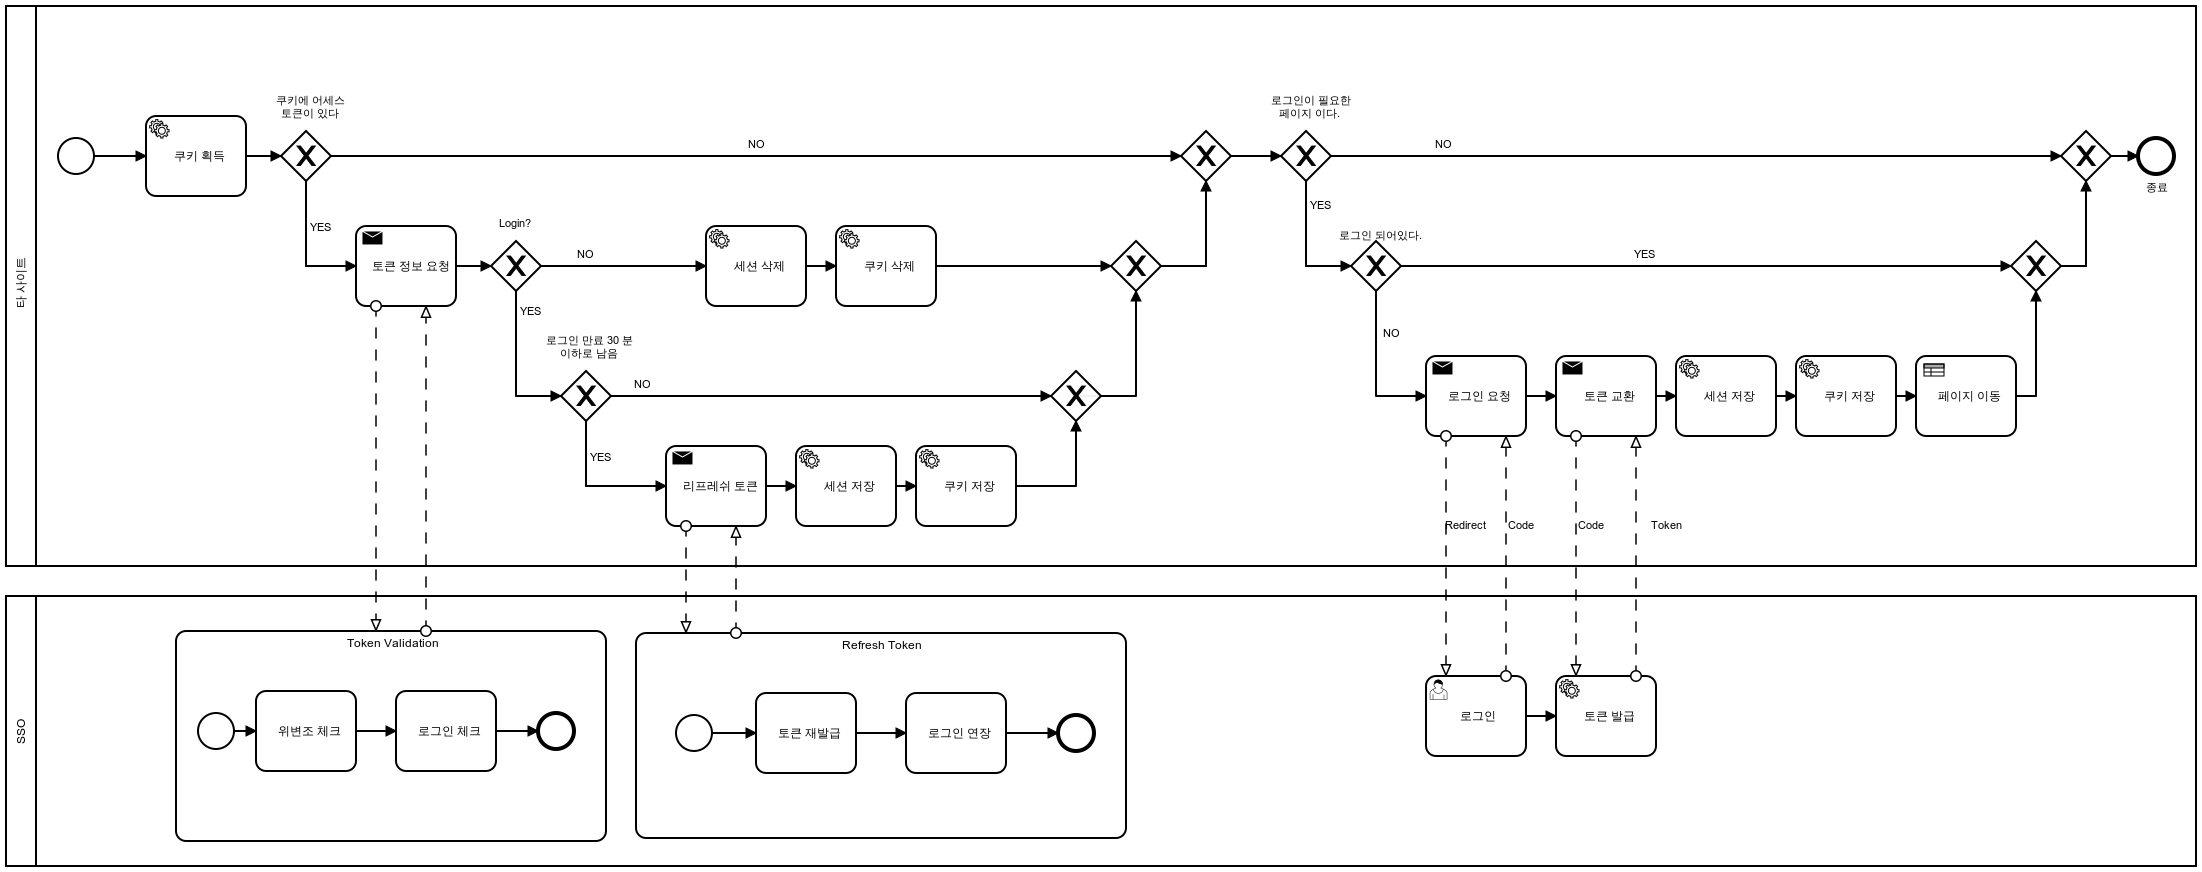 타 사이트
쿠키에 어세스
토큰이 있다
로그인이 필요한
페이지 이다.
쿠키 획득
NO
NO
종료
YES
YES
Login?
로그인 되어있다.
토큰 정보 요청
NO
세션 삭제
쿠키 삭제
YES
YES
로그인 만료 30 분
이하로 남음
NO
NO
로그인 요청
토큰 교환
세션 저장
쿠키 저장
페이지 이동
YES
리프레쉬 토큰
세션 저장
쿠키 저장
Redirect
Code
Code
Token
SSO
Token Validation
Refresh Token
위변조 체크
로그인 체크
토큰 재발급
로그인 연장
로그인
토큰 발급